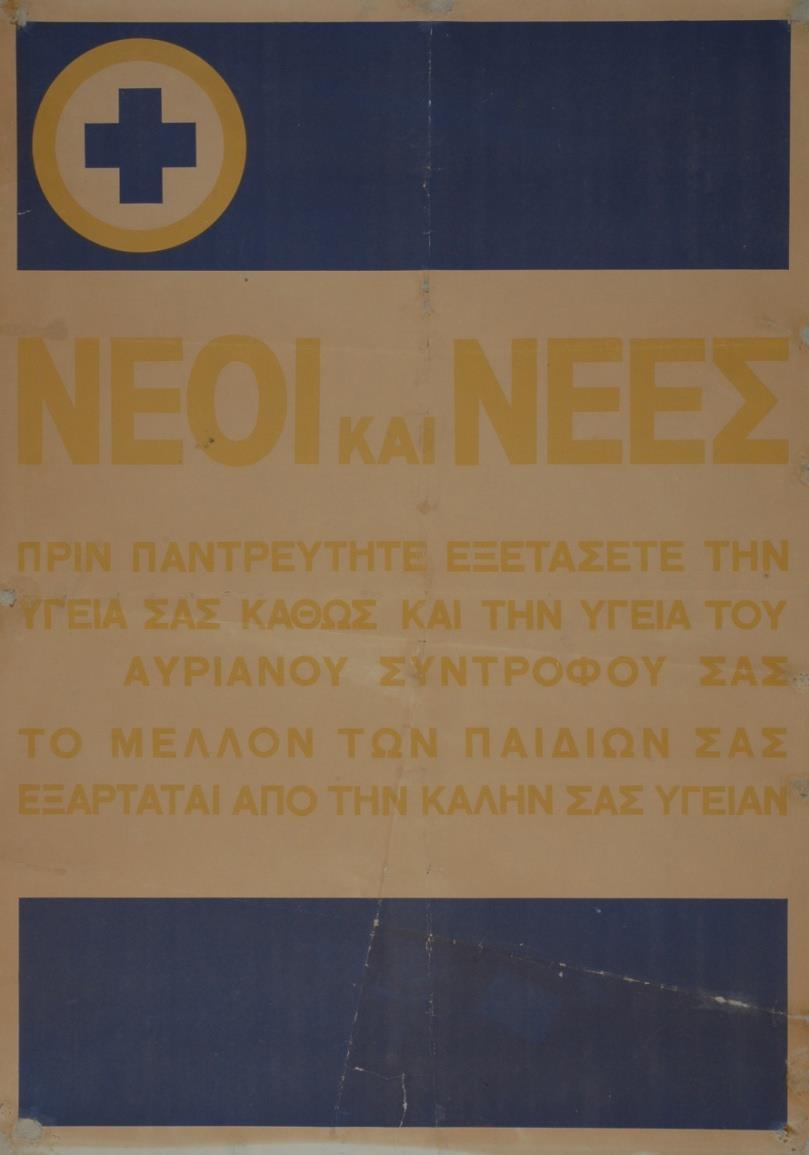 ΝΕΟΙ ΚΑΙ ΝΕΕΣ
ΠΡΙΝ ΠΑΝΤΡΕΥΤΗΤΕ ΕΞΕΤΑΣΕΤΕ ΤΗΝ
ΥΓΕΙΑ ΣΑΣ ΚΑΘΩΣ ΚΑΙ ΤΗΝ ΥΓΕΙΑ ΤΟΥ
ΑΥΡΙΑΝΟΥ ΣΥΝΤΡΟΦΟΥ ΣΑΣ
ΤΟ ΜΕΛΛΟΝ ΤΩΝ ΠΑΙΔΙΩΝ ΣΑΣ
ΕΞΑΡΤΑΤΑΙ ΑΠΟ ΤΗΝ ΚΑΛΗΝ ΣΑΣ ΥΓΕΙΑΝ